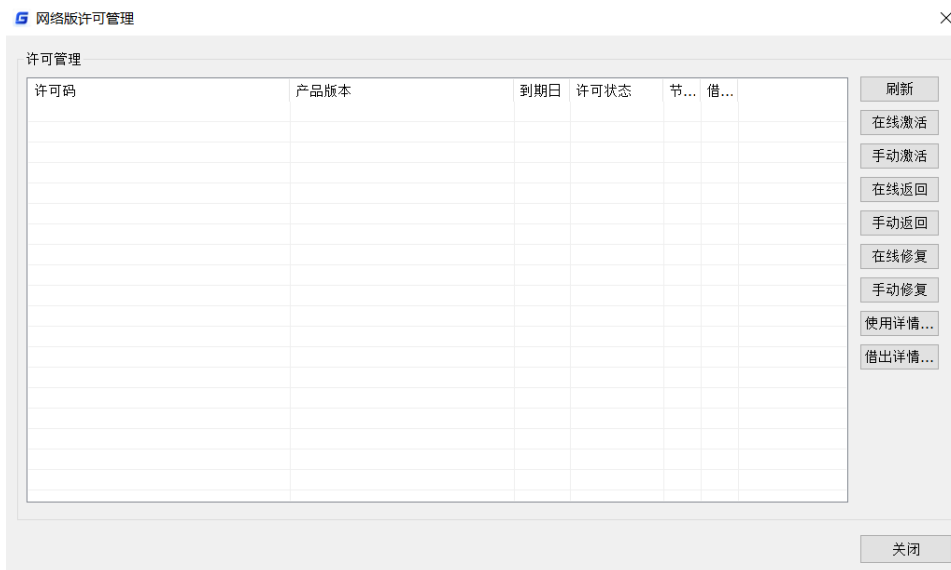 网络版许可管理
许可管理
许可码 产品版本 到期日 许可状态 节... 借...
刷新
在线激活
手动激活
在线返回
手动返回
在线修复
手动修复
使用详情...
借出详情...
关闭